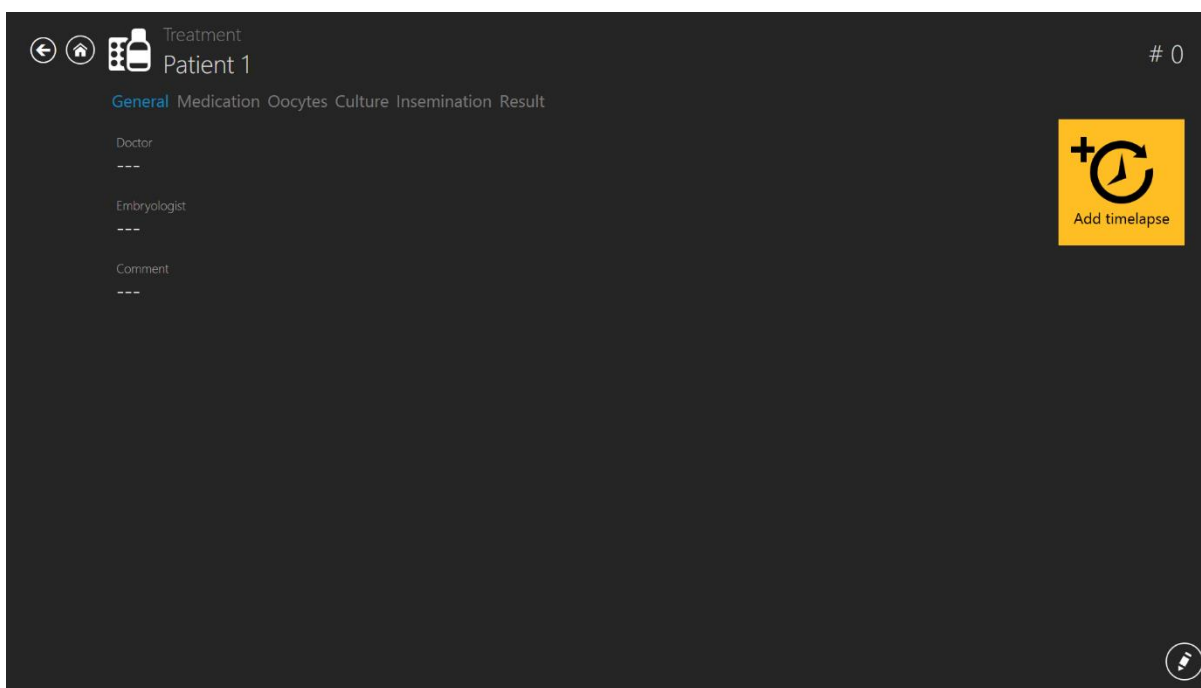 Treatment
Patient 1
# 0
General Medication Oocytes Culture Insemination Result
Doctor
---
Embryologist
---
Comment
---
Add timelapse